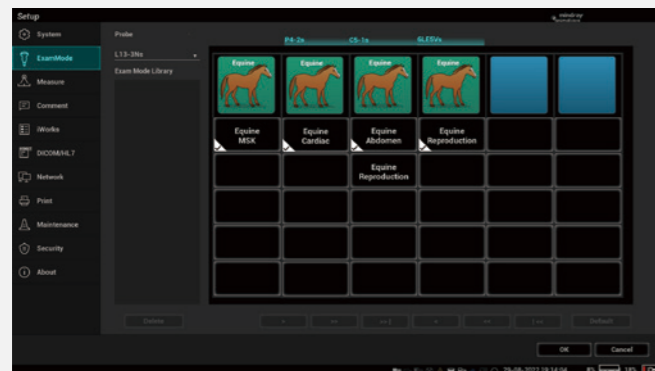 Setup
mindray
System
ExamMode
Measure
Comment
iWorks
DICOM/HL7
Network
Print
Maintenance
Security
About
Probe
L13-3Ns
Exam Mode Library
P4-2s C5-1s 6LE5Vs
Equine Equine Equine Equine
Equine MSK
Equine Cardiac
Equine Abdomen
Equine Reproduction
Equine Reproduction
Delete
> >> >>| < << |<< Default
OK Cancel